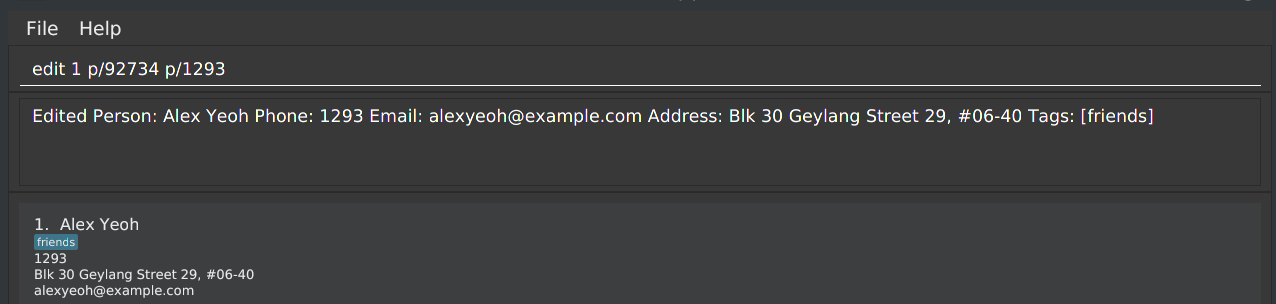 File Help
edit 1 p/92734 p/1293
Edited Person: Alex Yeoh Phone: 1293 Email: alexyeoh@example.com Address: Blk 30 Geylang Street 29, #06-40 Tags: [friends]
1. Alex Yeoh
friends
1293
Blk 30 Geylang Street 29, #06-40
alexyeoh@example.com